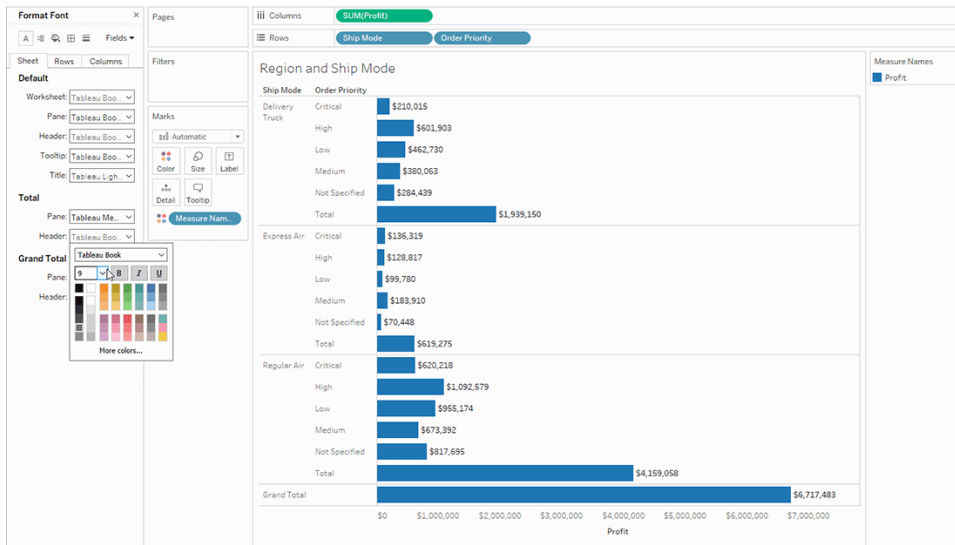 Format Font ×
A Fields
Sheet Rows Columns
Default
Worksheet: Tableau Boo..
Pane: Tableau Boo..
Header: Tableau Boo..
Tooltip: Tableau Boo..
Title: Tableau Ligh..
Total
Pane: Tableau Me..
Header: Tableau Boo..
Grand Total
Pane:
Header:
Tableau Book
9 B I U
More colors...
Pages
Filters
Marks
Automatic
Color Size Label
Detail Tooltip
Measure Nam..
Columns SUM(Profit)
Rows Ship Mode Order Priority
Region and Ship Mode
Ship Mode Order Priority
Delivery Critical $210,015
Truck
High $601,903
Low $462,730
Medium $380,063
Not Specified $284,439
Total $1,939,150
Express Air Critical $136,319
High $128,817
Low $99,780
Medium $183,910
Not Specified $70,448
Total $619,275
Regular Air Critical $620,218
High $1,092,579
Low $955,174
Medium $673,392
Not Specified $817,695
Total $4,159,058
Grand Total $6,717,483
$0 $1,000,000 $2,000,000 $3,000,000 $4,000,000 $5,000,000 $6,000,000 $7,000,000
Profit
Measure Names
Profit